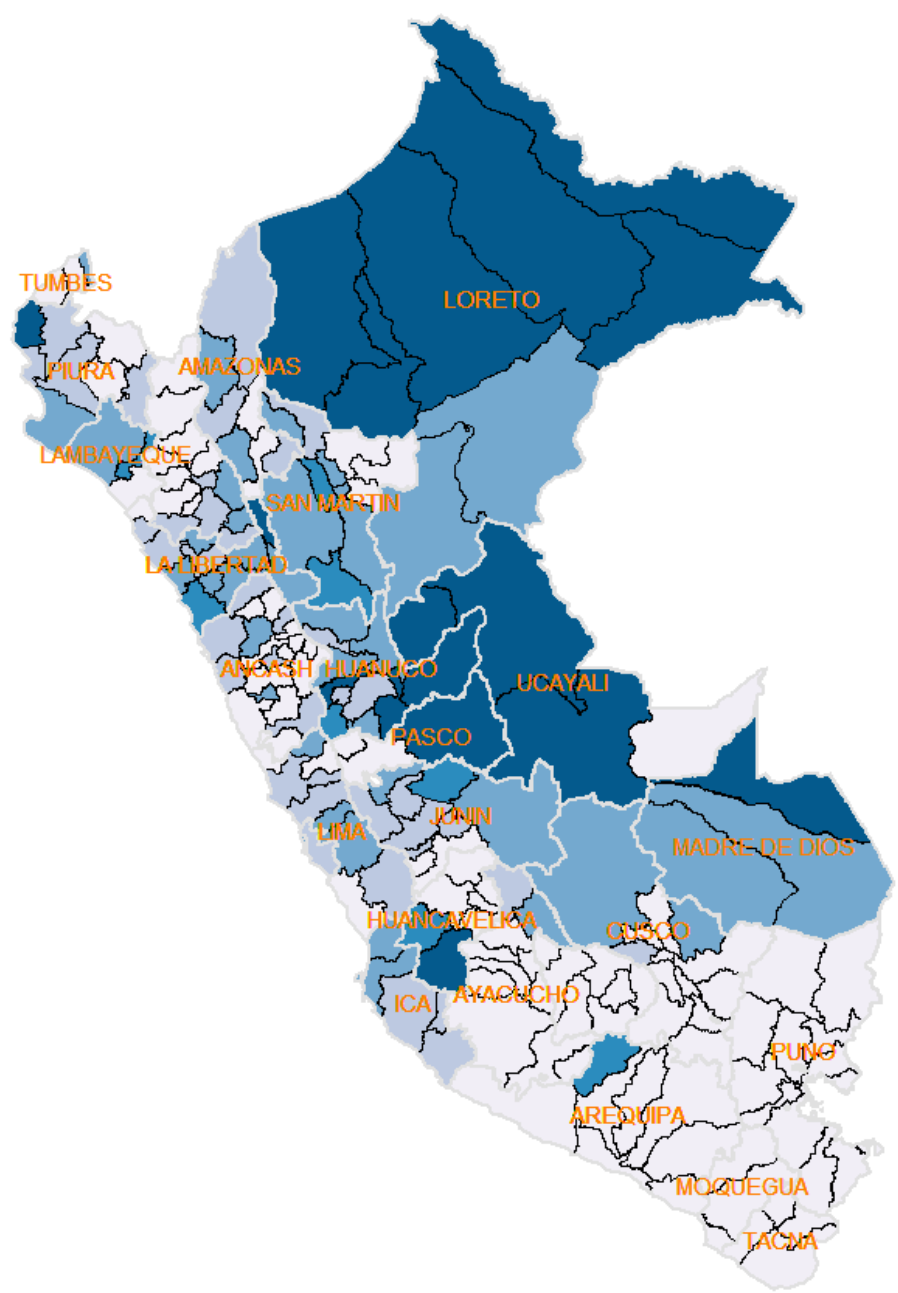 LORETO
TUMBES
PIURA
AMAZONAS
LAMBAYEQUE
SAN MARTIN
LA LIBERTAD
ANCASH
HUANUCO
UCAYALI
PASCO
JUNIN
LIMA
MADRE DE DIOS
HUANCAVELICA
CUSCO
AYACUCHO
ICA
PUNO
AREQUIPA
MOQUEGUA
TACNA